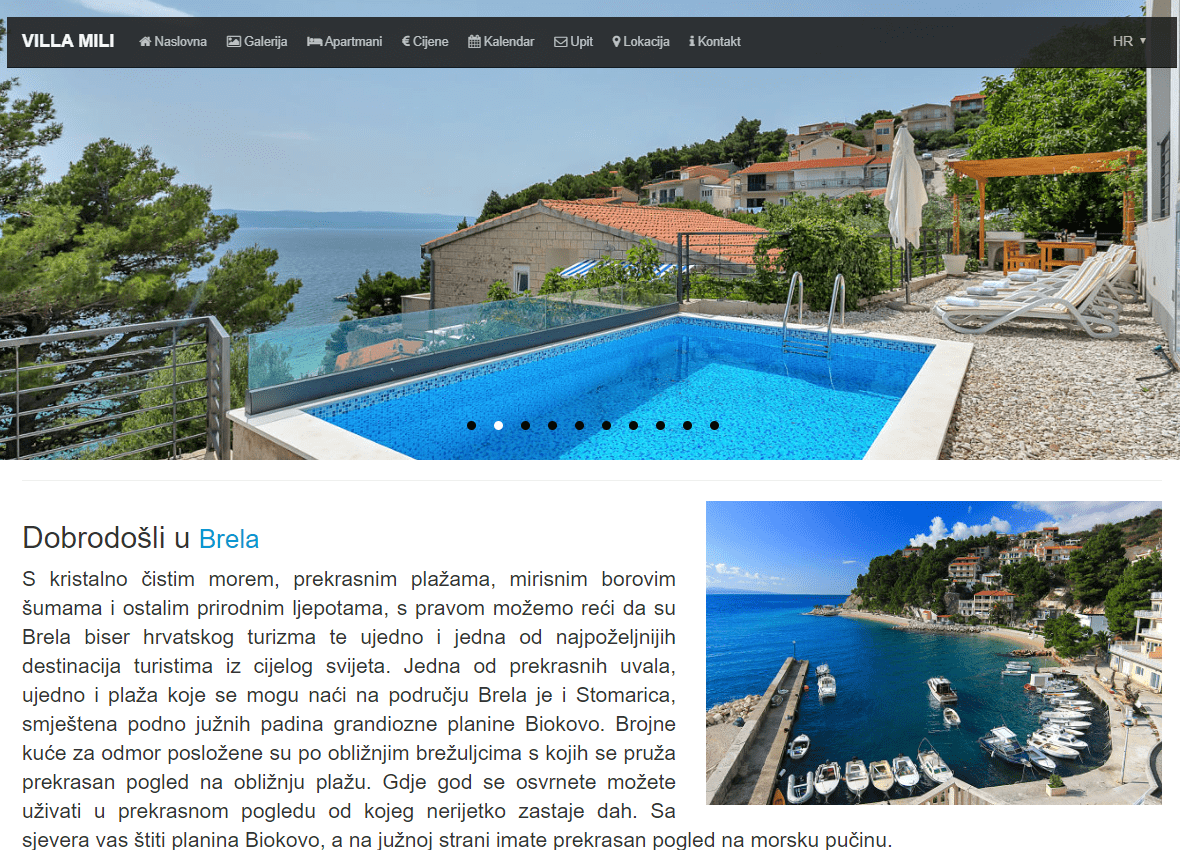 VILLA MILI Naslovna Galerija Apartmani € Cijene Kalendar Upit Lokacija Kontakt HR ▼
Dobrodošli u Brela
S kristalno čistim morem, prekrasnim plažama, mirisnim borovim
šumama i ostalim prirodnim ljepotama, s pravom možemo reći da su
Brela biser hrvatskog turizma te ujedno i jedna od najpoželjnijih
destinacija turistima iz cijelog svijeta. Jedna od prekrasnih uvala,
ujedno i plaža koje se mogu naći na području Brela je i Stomarica,
smještena podno južnih padina grandiozne planine Biokovo. Brojne
kuće za odmor posložene su po obližnjim brežuljcima s kojih se pruža
prekrasan pogled na obližnju plažu. Gdje god se osvrnete možete
uživati u prekrasnom pogledu od kojeg nerijetko zastaje dah. Sa
sjevera vas štiti planina Biokovo, a na južnoj strani imate prekrasan pogled na morsku pučinu.